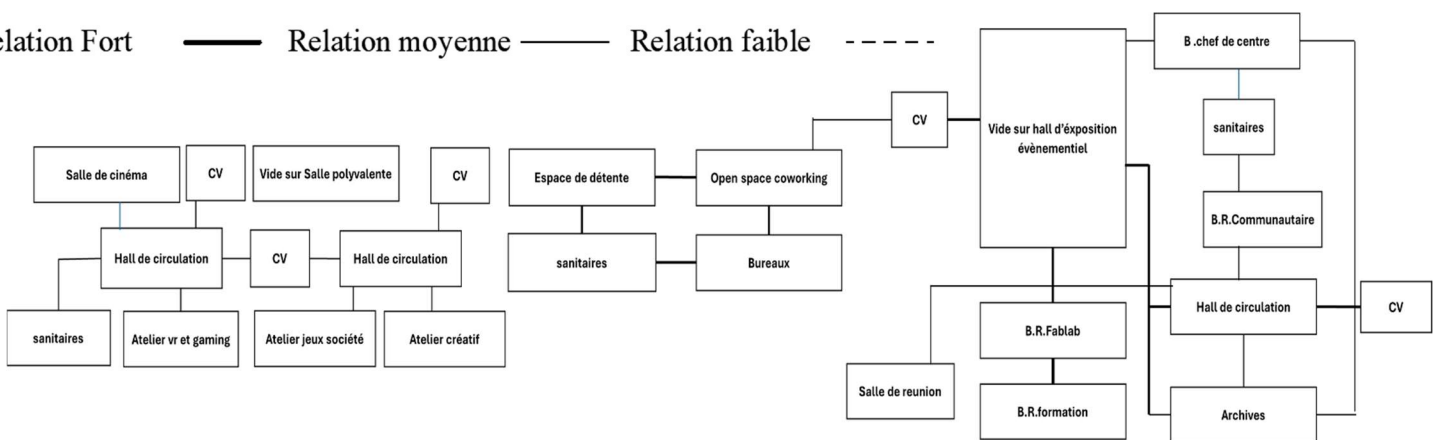 elation Fort
Relation moyenne
Relation faible
B .chef de centre
CV
Vide sur hall d'éxposition
évènementiel
sanitaires
Salle de cinéma
CV
Vide sur Salle polyvalente
CV
Espace de détente
Open space coworking
B.R.Communautaire
Hall de circulation
CV
Hall de circulation
sanitaires
Bureaux
Hall de circulation
CV
sanitaires
Atelier vr et gaming
Atelier jeux société
Atelier créatif
B.R.Fablab
Salle de reunion
B.R.formation
Archives